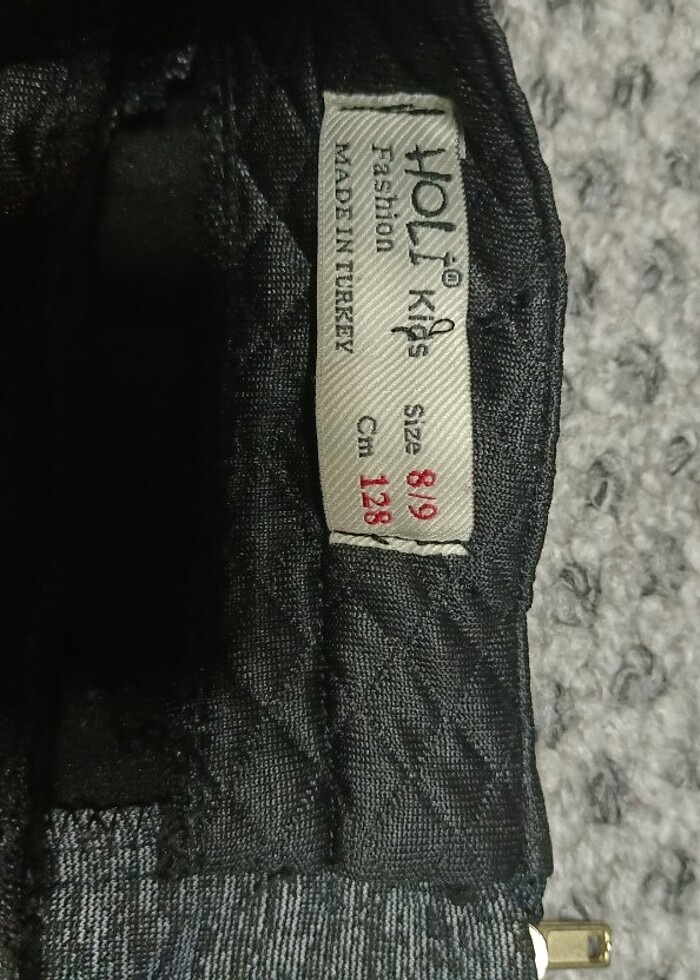 HOLI® Kids Size 8/9
Fashion Cm 128
MADE IN TURKEY